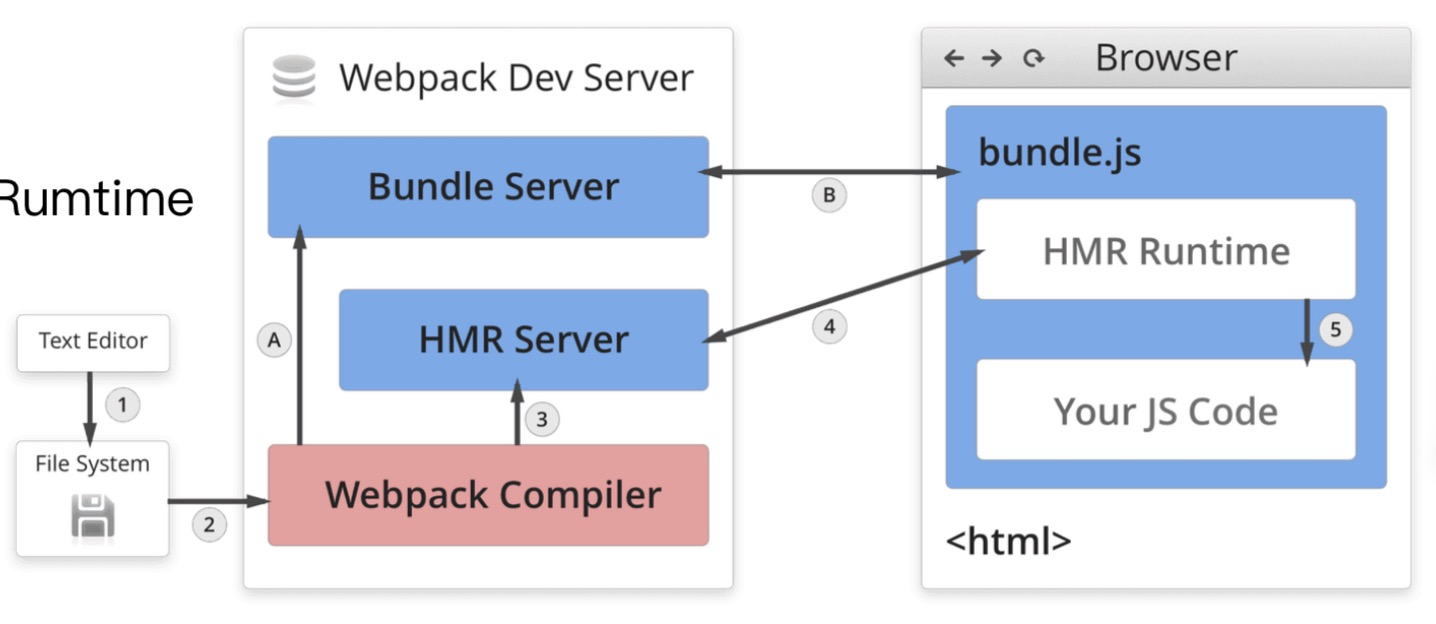 Webpack Dev Server
Browser
Bundle Server
B
bundle.js
Rumtime
HMR Runtime
Text Editor
A
HMR Server
4
5
1
3
Your JS Code
File System
2
Webpack Compiler
<html>